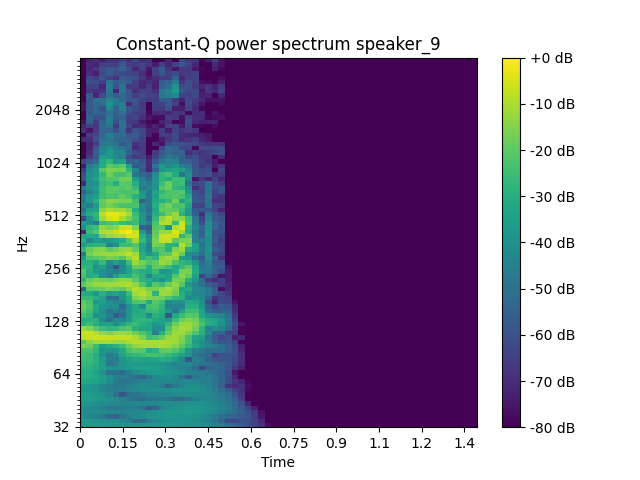 Constant-Q power spectrum speaker_9
Hz
2048
1024
512
256
128
64
32
0 0.15 0.3 0.45 0.6 0.75 0.9 1.1 1.2 1.4
Time
+0 dB
-10 dB
-20 dB
-30 dB
-40 dB
-50 dB
-60 dB
-70 dB
-80 dB